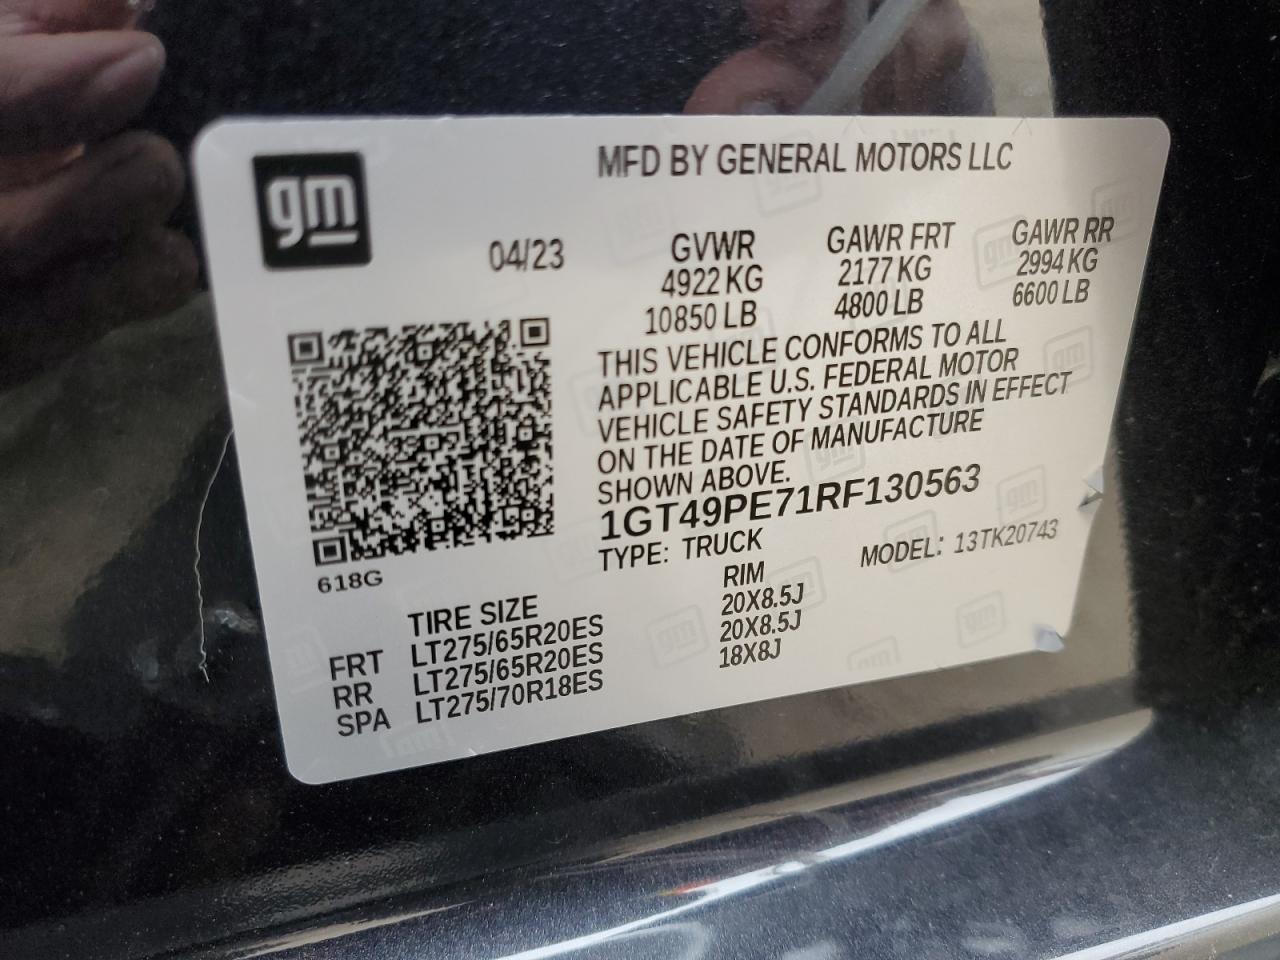 gm
MFD BY GENERAL MOTORS LLC
04/23
GVWR
4922 KG
10850 LB
GAWR FRT
2177 KG
4800 LB
GAWR RR
2994 KG
6600 LB
THIS VEHICLE CONFORMS TO ALL
APPLICABLE U.S. FEDERAL MOTOR
VEHICLE SAFETY STANDARDS IN EFFECT
ON THE DATE OF MANUFACTURE
SHOWN ABOVE.
1GT49PE71RF130563
TYPE: TRUCK
MODEL: 13TK20743
618G
TIRE SIZE RIM
FRT LT275/65R20ES 20X8.5J
RR LT275/65R20ES 20X8.5J
SPA LT275/70R18ES 18X8J